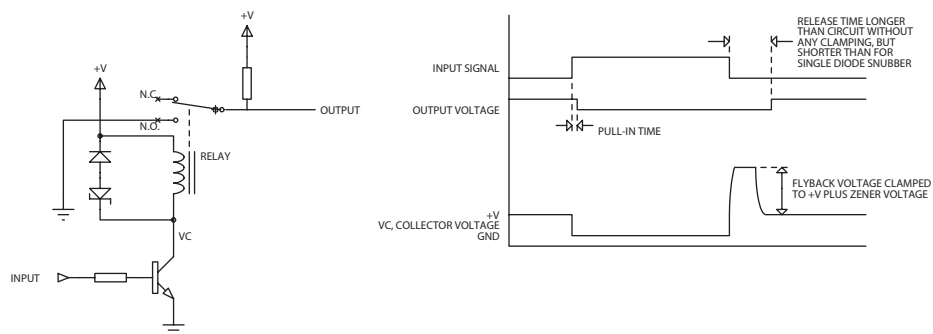 +V
+V
N.C.
OUTPUT
N.O.
RELAY
VC
INPUT
RELEASE TIME LONGER
THAN CIRCUIT WITHOUT
ANY CLAMPING, BUT
SHORTER THAN FOR
SINGLE DIODE SNUBBER
INPUT SIGNAL
OUTPUT VOLTAGE
PULL-IN TIME
FLYBACK VOLTAGE CLAMPED
TO +V PLUS ZENER VOLTAGE
+V
VC, COLLECTOR VOLTAGE
GND